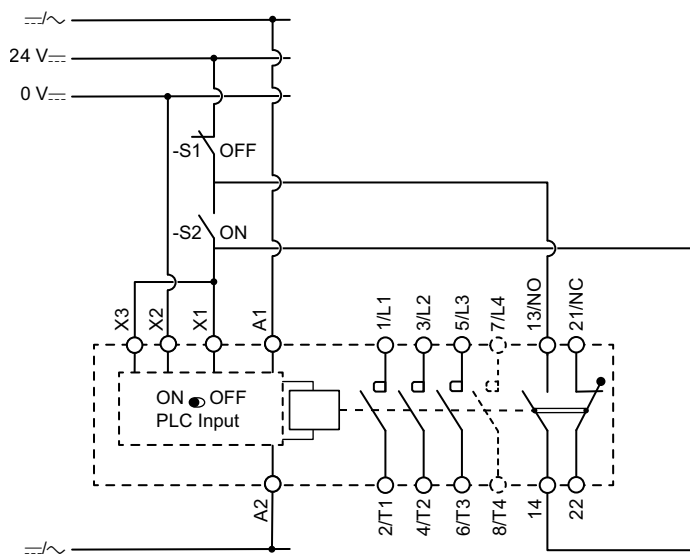 24 V
0 V
-S1 OFF
-S2 ON
X3 X2 X1 A1 1/L1 3/L2 5/L3 7/L4 13/NO 21/NC
ON OFF
PLC Input
A2 2/T1 4/T2 6/T3 8/T4 14 22